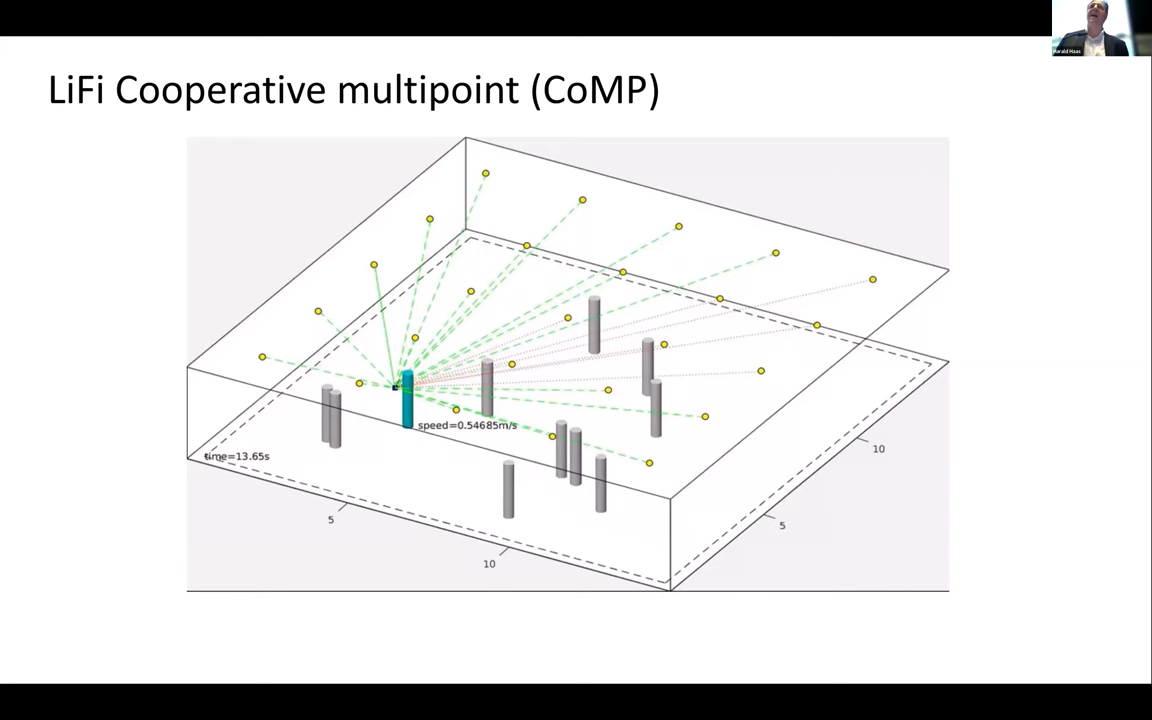 Harald Haas
LiFi Cooperative multipoint (CoMP)
speed=0.54685m/s
time=13.65s
5
10
5
10